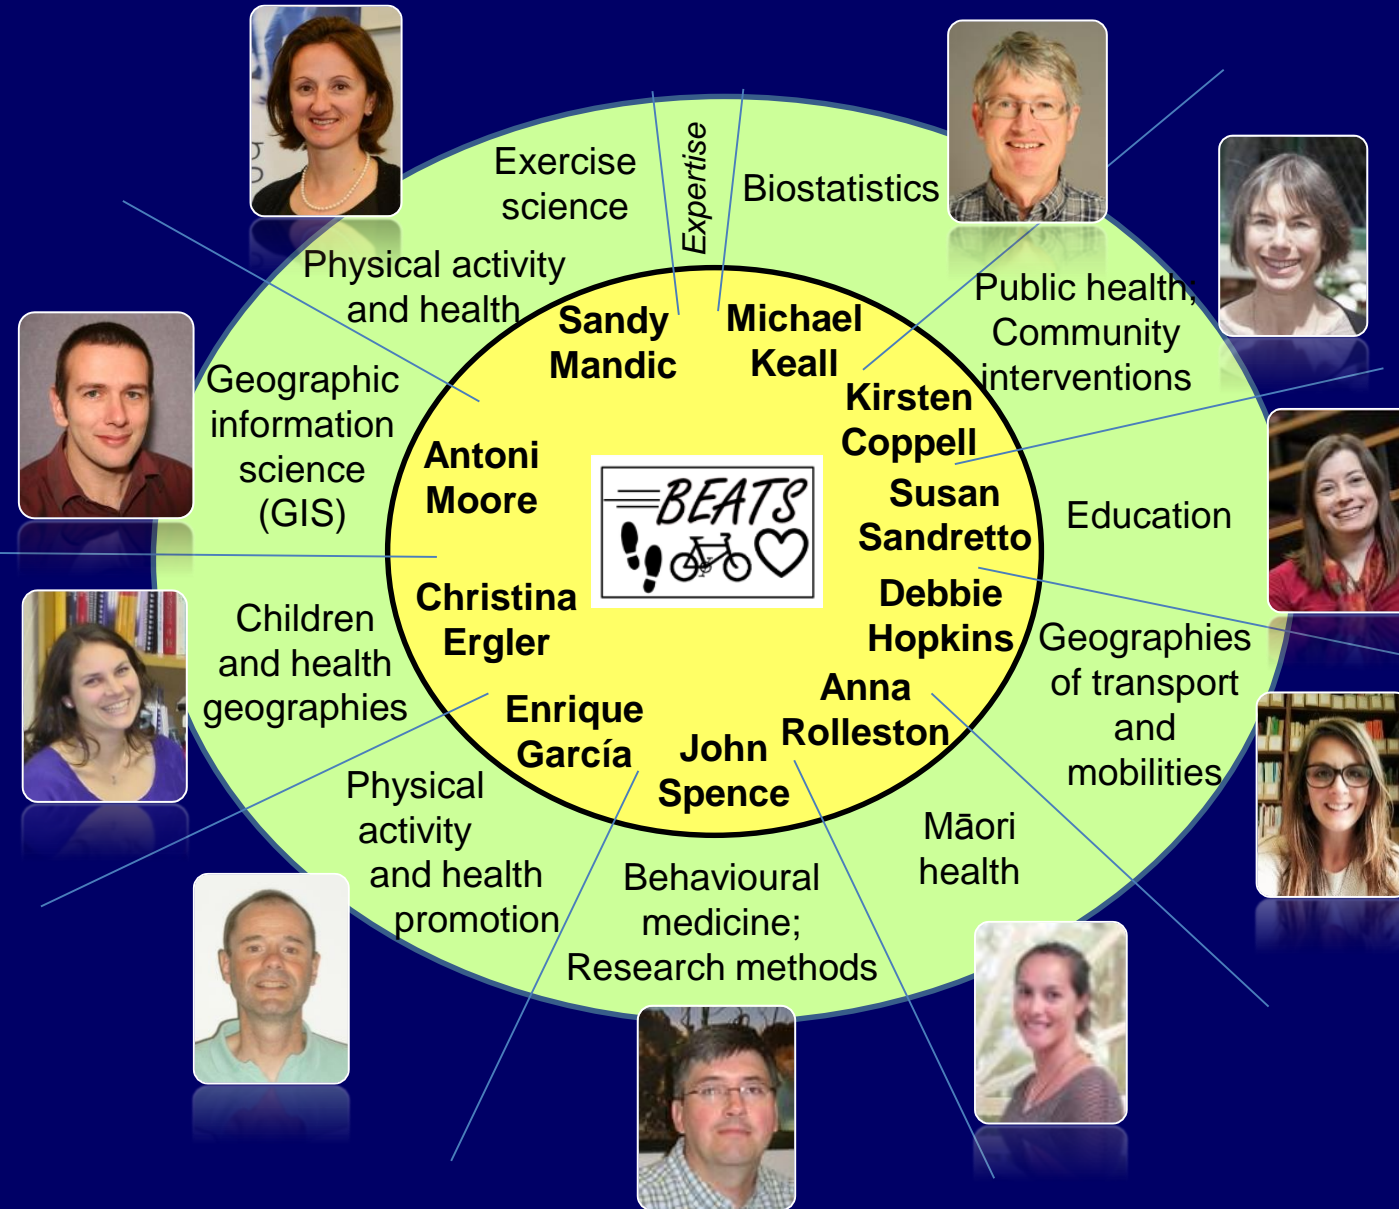 Expertise
Exercise
science
Physical activity
and health
Sandy
Mandic
Biostatistics
Michael
Keall
Public health;
Community
interventions
Kirsten
Coppell
Education
Susan
Sandretto
Geographies
of transport
and
mobilities
Debbie
Hopkins
Māori
health
Anna
Rolleston
Behavioural
medicine;
Research methods
John
Spence
Physical
activity
and health
promotion
Enrique
García
Children
and health
geographies
Christina
Ergler
Geographic
information
science
(GIS)
Antoni
Moore
BEATS